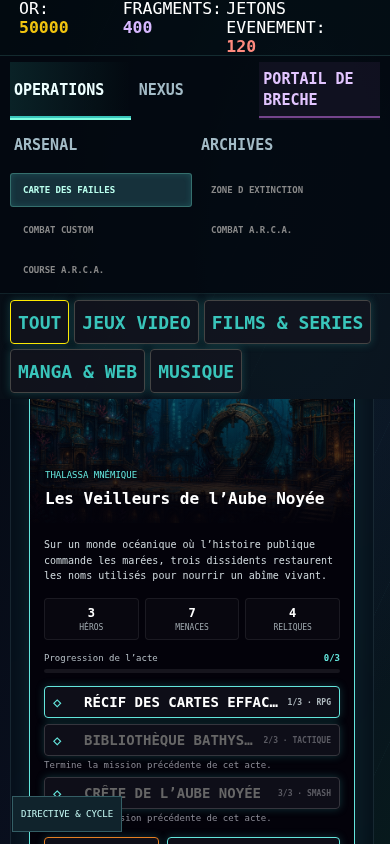 OR:
50000
FRAGMENTS:
400
JETONS
EVENEMENT:
120
OPERATIONS
NEXUS
PORTAIL DE
BRECHE
ARSENAL
ARCHIVES
CARTE DES FAILLES
ZONE D EXTINCTION
COMBAT CUSTOM
COMBAT A.R.C.A.
COURSE A.R.C.A.
TOUT
JEUX VIDEO
FILMS & SERIES
MANGA & WEB
MUSIQUE
THALASSA MNÉMIQUE
Les Veilleurs de l’Aube Noyée
Sur un monde océanique où l’histoire publique
commande les marées, trois dissidents restaurent
les noms utilisés pour nourrir un abîme vivant.
3
HÉROS
7
MENACES
4
RELIQUES
Progression de l’acte
0/3
RÉCIF DES CARTES EFFAC… 1/3 · RPG
BIBLIOTHÈQUE BATHYS… 2/3 · TACTIQUE
Termine la mission précédente de cet acte.
CRÊTE DE L’AUBE NOYÉE 3/3 · SMASH
ssion précédente de cet acte.
DIRECTIVE & CYCLE